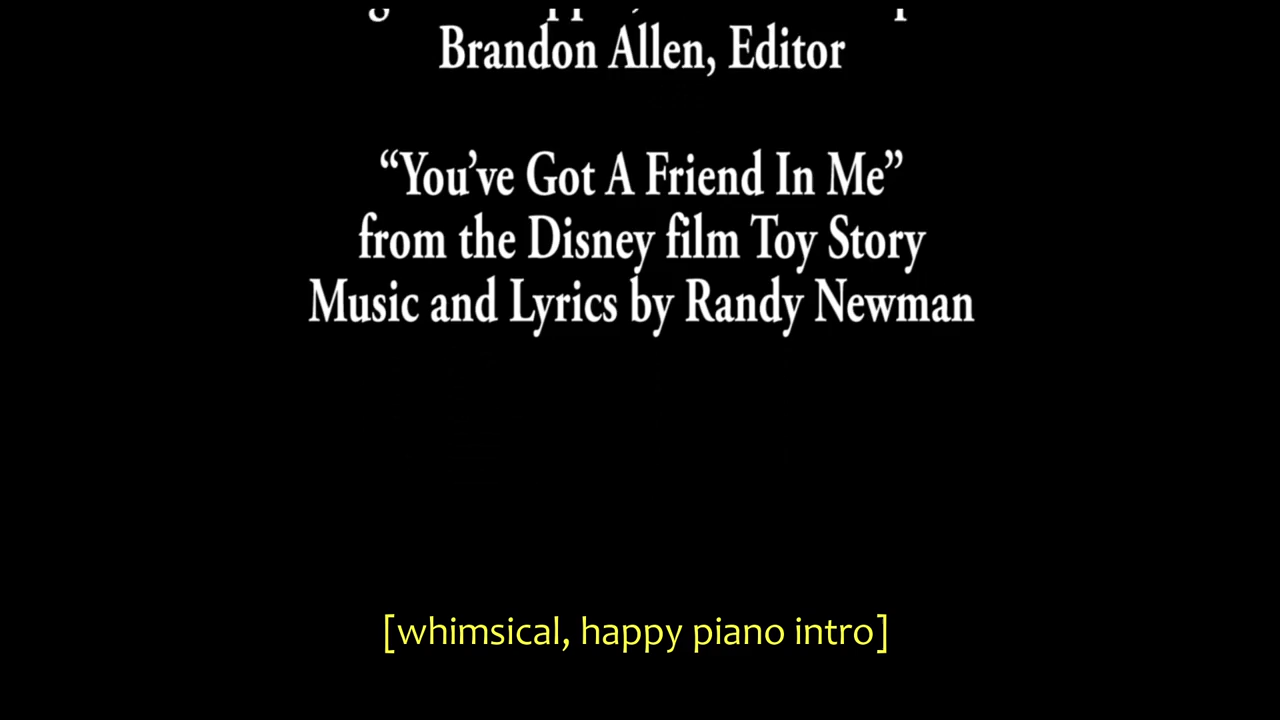 Brandon Allen, Editor
“You’ve Got A Friend In Me”
from the Disney film Toy Story
Music and Lyrics by Randy Newman
[whimsical, happy piano intro]